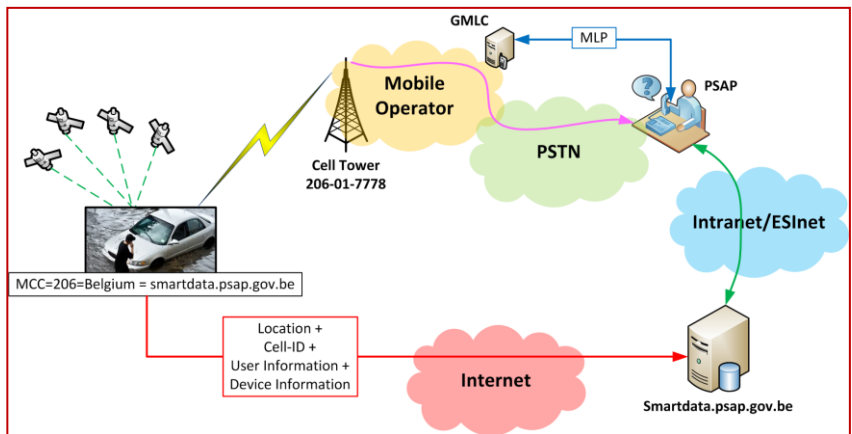 GMLC
MLP
PSAP
Mobile
Operator
PSTN
Cell Tower
206-01-7778
Intranet/ESInet
MCC=206=Belgium = smartdata.psap.gov.be
Location +
Cell-ID +
User Information +
Device Information
Internet
Smartdata.psap.gov.be